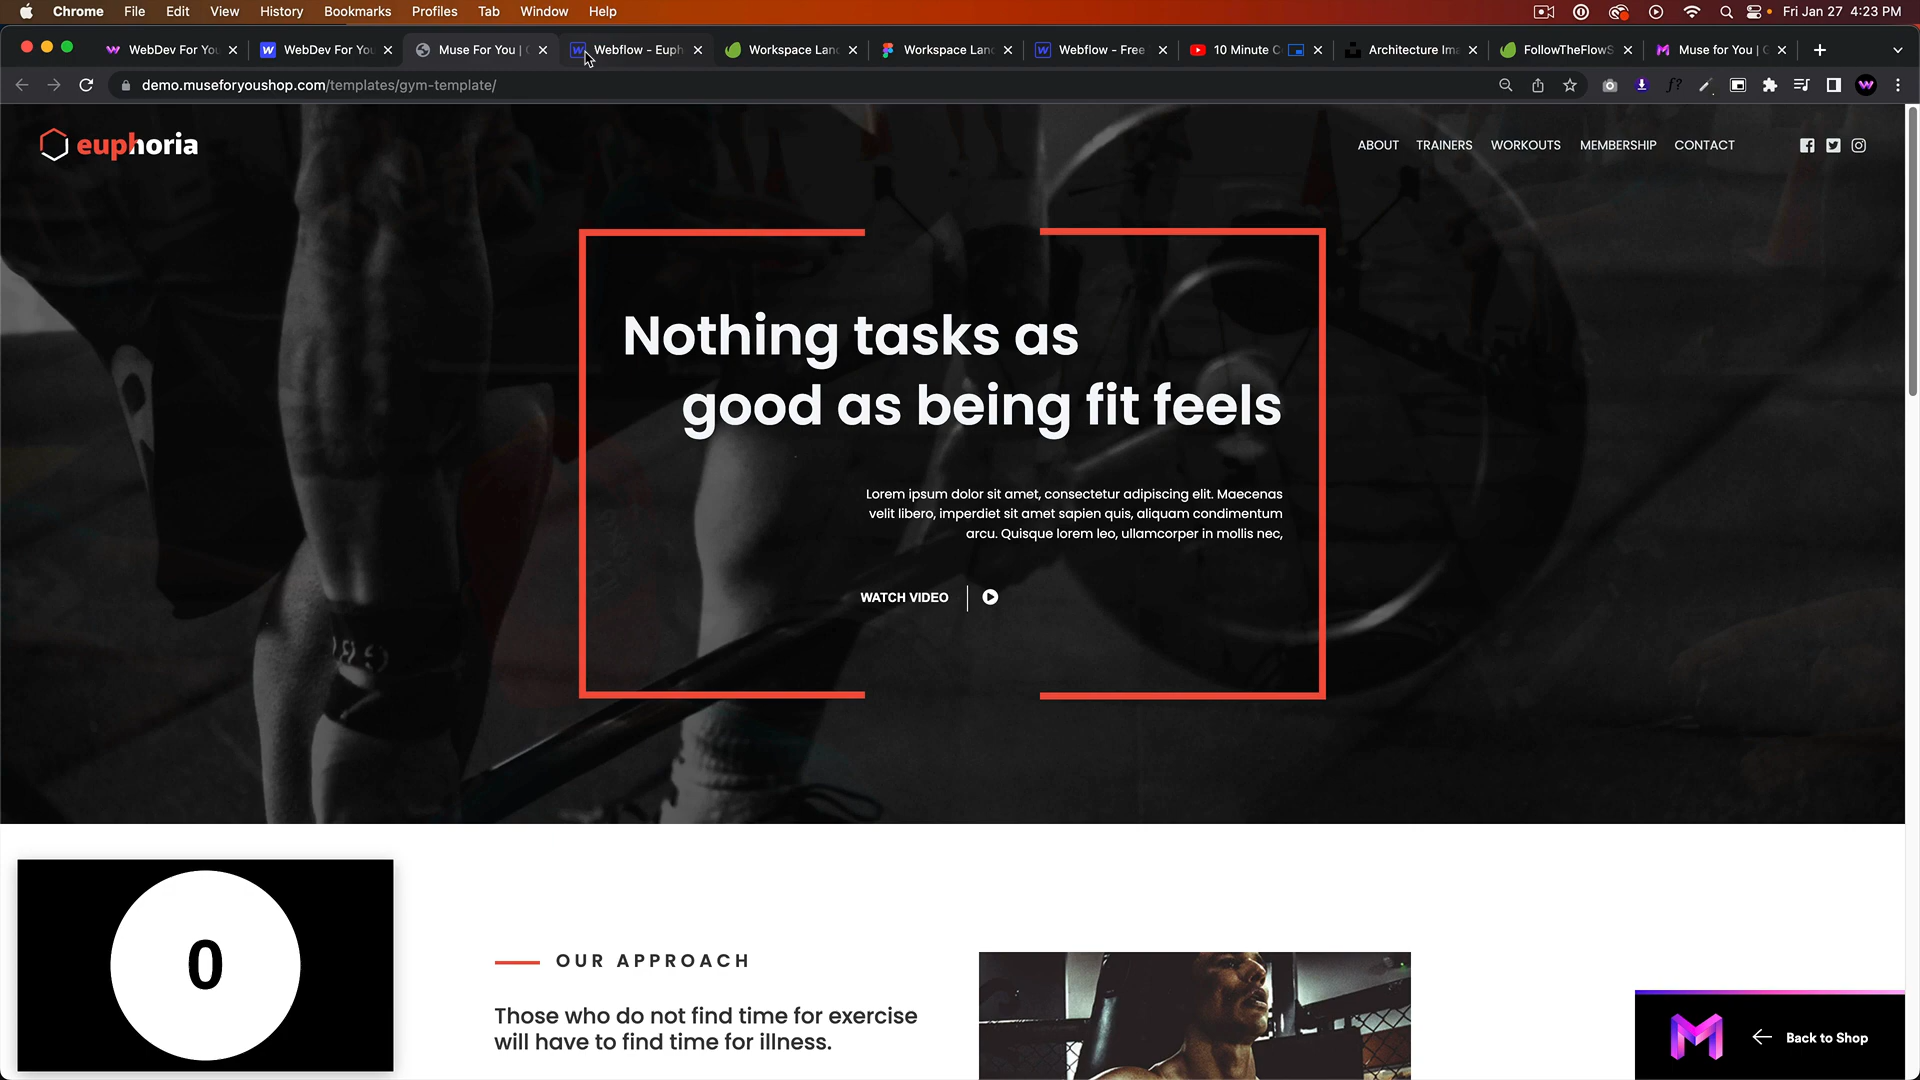 Chrome File Edit View History Bookmarks Profiles Tab Window Help Fri Jan 27 4:23 PM
WebDev For You WebDev For You Muse For You | Webflow - Euph Workspace Lan Workspace Lan Webflow - Free 10 Minute C Architecture Ima FollowTheFlowS Muse for You |
demo.museforyoushop.com/templates/gym-template/
euphoria
ABOUT TRAINERS WORKOUTS MEMBERSHIP CONTACT
Nothing tasks as
good as being fit feels
Lorem ipsum dolor sit amet, consectetur adipiscing elit. Maecenas
velit libero, imperdiet sit amet sapien quis, aliquam condimentum
arcu. Quisque lorem leo, ullamcorper in mollis nec,
WATCH VIDEO
0
OUR APPROACH
Those who do not find time for exercise
will have to find time for illness.
Back to Shop